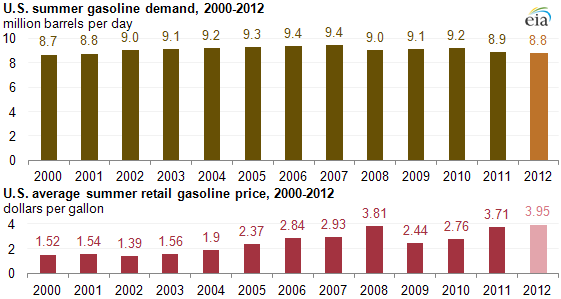 U.S. summer gasoline demand, 2000-2012
million barrels per day
eia
10
8
6
4
2
0
8.7 8.8 9.0 9.1 9.2 9.3 9.4 9.4 9.0 9.1 9.2 8.9 8.8
2000 2001 2002 2003 2004 2005 2006 2007 2008 2009 2010 2011 2012
U.S. average summer retail gasoline price, 2000-2012
dollars per gallon
4
2
0
1.52 1.54 1.39 1.56 1.9 2.37 2.84 2.93 3.81 2.44 2.76 3.71 3.95
2000 2001 2002 2003 2004 2005 2006 2007 2008 2009 2010 2011 2012